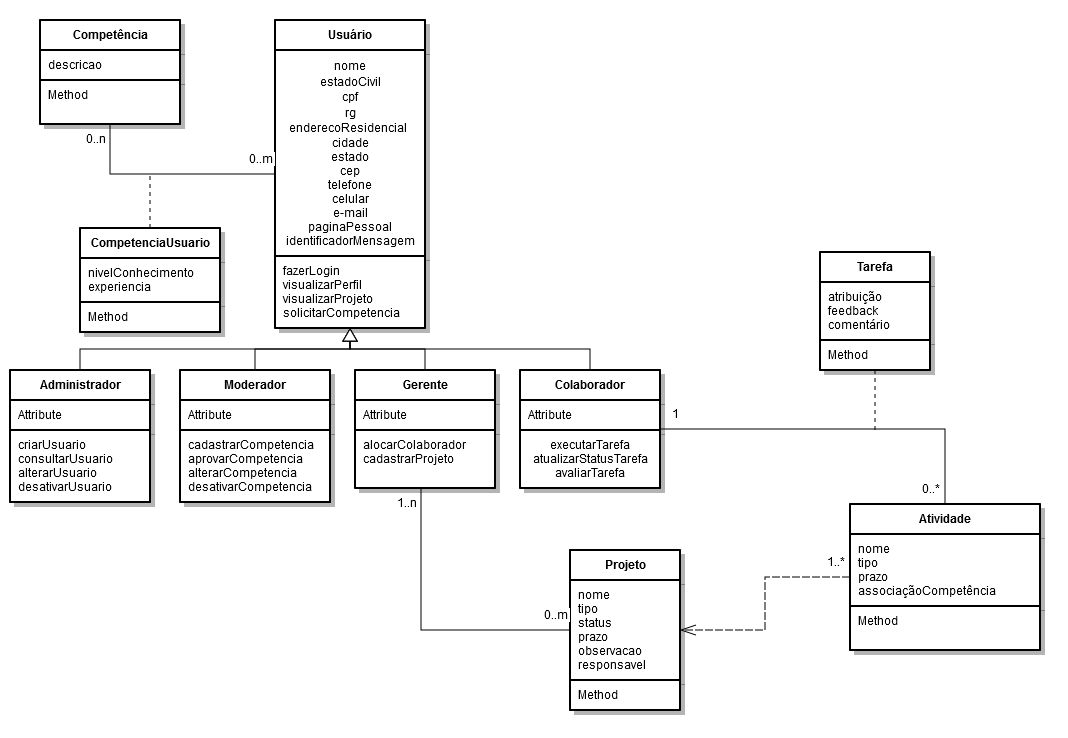 Competência
descricao
Method
0..n
0..m
Usuário
nome
estadoCivil
cpf
rg
enderecoResidencial
cidade
estado
cep
telefone
celular
e-mail
paginaPessoal
identificadorMensagem
fazerLogin
visualizarPerfil
visualizarProjeto
solicitarCompetencia
CompetenciaUsuario
nivelConhecimento
experiencia
Method
Tarefa
atribuição
feedback
comentário
Method
Administrador
Attribute
criarUsuario
consultarUsuario
alterarUsuario
desativarUsuario
Moderador
Attribute
cadastrarCompetencia
aprovarCompetencia
alterarCompetencia
desativarCompetencia
Gerente
Attribute
alocarColaborador
cadastrarProjeto
Colaborador
Attribute
executarTarefa
atualizarStatusTarefa
avaliarTarefa
1
0..*
1..n
0..m
Projeto
nome
tipo
status
prazo
observacao
responsavel
Method
1..*
Atividade
nome
tipo
prazo
associaçãoCompetência
Method